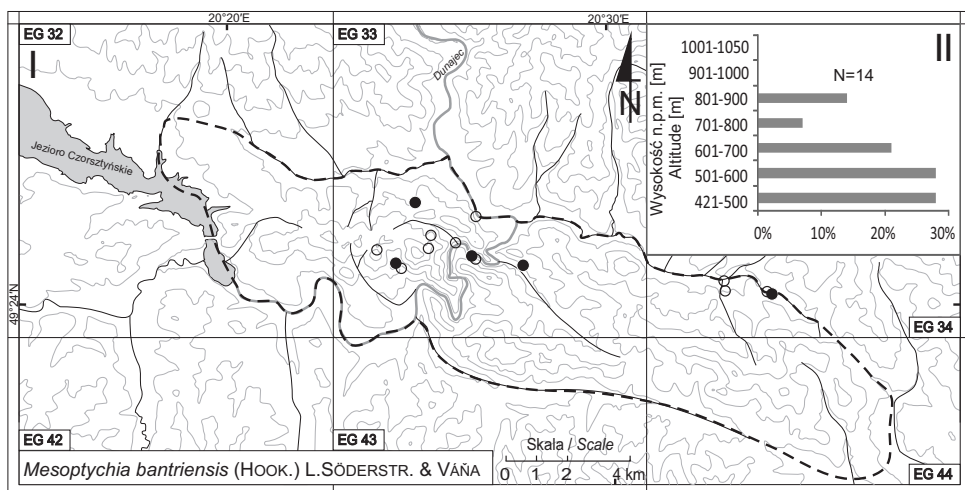 20°20'E
20°30'E
EG 32
EG 33
I
II
Dunajec
N
Jezioro Czorsztyńskie
49°24'N
Wysokość n.p.m. [m]
Altitude [m]
N=14
1001-1050
901-1000
801-900
701-800
601-700
501-600
421-500
0% 10% 20% 30%
EG 34
EG 42
EG 43
EG 44
Skala / Scale
0 1 2 4 km
Mesoptychia bantriensis (HOOK.) L.SÖDERSTR. & VÁŇA